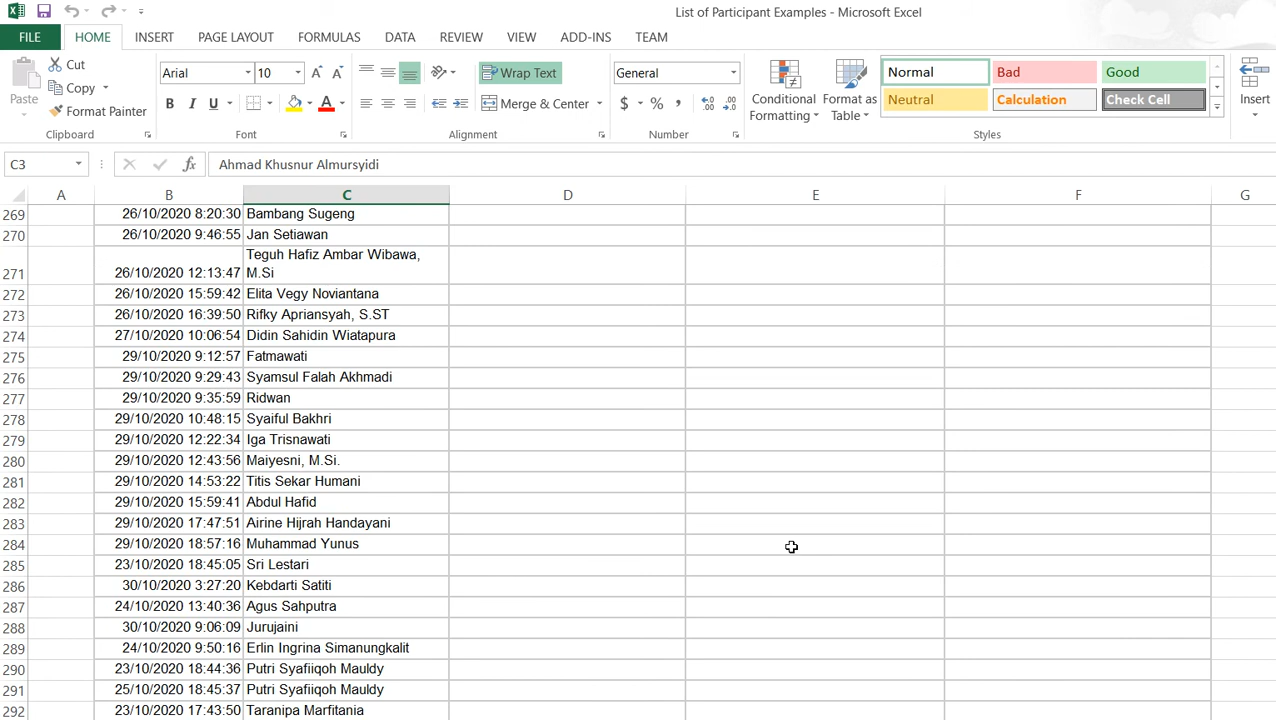 List of Participant Examples - Microsoft Excel
FILE HOME INSERT PAGE LAYOUT FORMULAS DATA REVIEW VIEW ADD-INS TEAM
Paste
Cut
Copy
Format Painter
Clipboard
Arial 10
B I U
Font
Wrap Text
Merge & Center
Alignment
General
$ % ,
Number
Conditional Formatting
Format as Table
Normal Bad Good
Neutral Calculation Check Cell
Styles
Insert
C3 fx Ahmad Khusnur Almursyidi
A B C D E F G
269 26/10/2020 8:20:30 Bambang Sugeng
270 26/10/2020 9:46:55 Jan Setiawan
Teguh Hafiz Ambar Wibawa,
271 26/10/2020 12:13:47 M.Si
272 26/10/2020 15:59:42 Elita Vegy Noviantana
273 26/10/2020 16:39:50 Rifky Apriansyah, S.ST
274 27/10/2020 10:06:54 Didin Sahidin Wiatapura
275 29/10/2020 9:12:57 Fatmawati
276 29/10/2020 9:29:43 Syamsul Falah Akhmadi
277 29/10/2020 9:35:59 Ridwan
278 29/10/2020 10:48:15 Syaiful Bakhri
279 29/10/2020 12:22:34 Iga Trisnawati
280 29/10/2020 12:43:56 Maiyesni, M.Si.
281 29/10/2020 14:53:22 Titis Sekar Humani
282 29/10/2020 15:59:41 Abdul Hafid
283 29/10/2020 17:47:51 Airine Hijrah Handayani
284 29/10/2020 18:57:16 Muhammad Yunus
285 23/10/2020 18:45:05 Sri Lestari
286 30/10/2020 3:27:20 Kebdarti Satiti
287 24/10/2020 13:40:36 Agus Sahputra
288 30/10/2020 9:06:09 Jurujaini
289 24/10/2020 9:50:16 Erlin Ingrina Simanungkalit
290 23/10/2020 18:44:36 Putri Syafiiqoh Mauldy
291 25/10/2020 18:45:37 Putri Syafiiqoh Mauldy
292 23/10/2020 17:43:50 Taranipa Marfitania